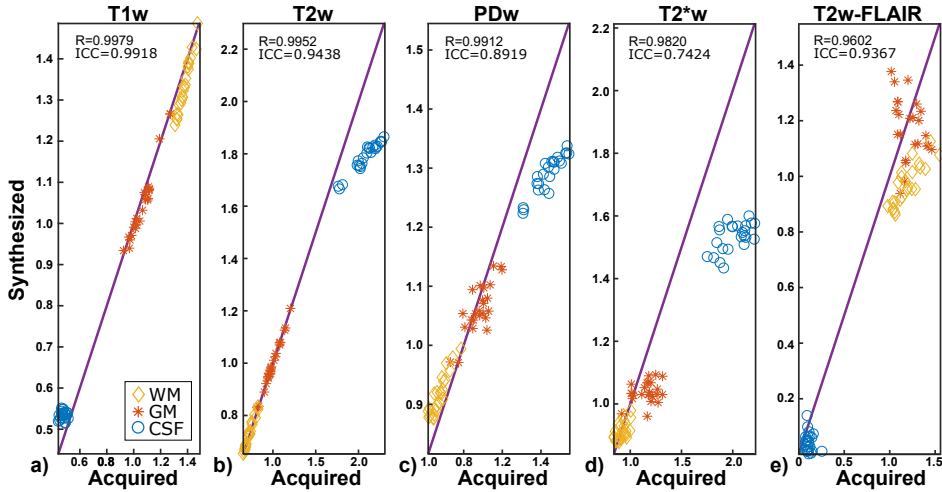 T1w
T2w
PDw
T2*w
T2w-FLAIR
R=0.9979
ICC=0.9918
R=0.9952
ICC=0.9438
R=0.9912
ICC=0.8919
R=0.9820
ICC=0.7424
R=0.9602
ICC=0.9367
Synthesized
1.4
1.3
1.2
1.1
1.0
0.9
0.8
0.7
0.6
0.5
2.2
2.0
1.8
1.6
1.4
1.2
1.0
0.8
1.5
1.4
1.3
1.2
1.1
1.0
0.9
2.2
2.0
1.8
1.6
1.4
1.2
1.0
0.8
1.4
1.2
1.0
0.8
0.6
0.4
0.2
WM
GM
CSF
0.6 0.8 1.0 1.2 1.4
1.0 1.5 2.0
1.0 0.8 1.4
1.0 1.5 2.0
0 0.5 1.0 1.5
a) Acquired b) Acquired c) Acquired d) Acquired e) Acquired